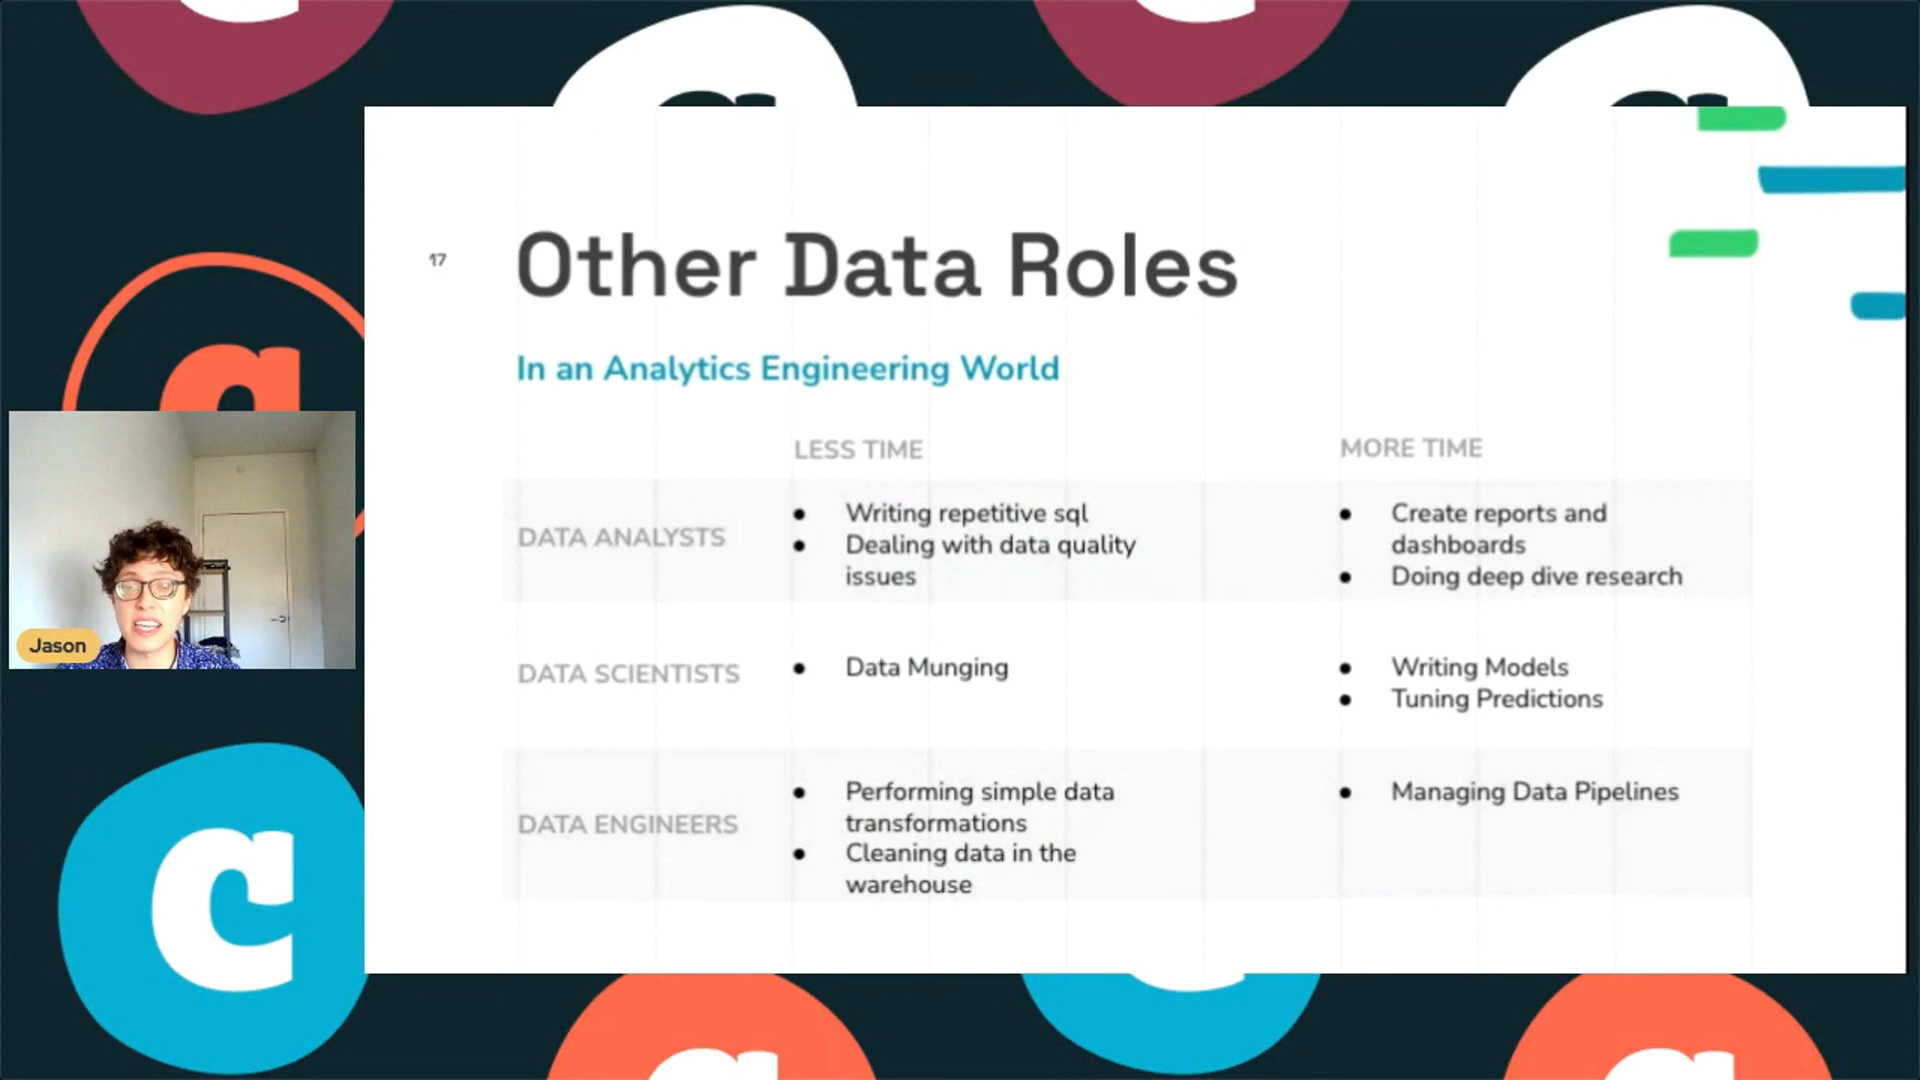 17
Other Data Roles
In an Analytics Engineering World
LESS TIME
MORE TIME
DATA ANALYSTS
● Writing repetitive sql
● Dealing with data quality
issues
● Create reports and
dashboards
● Doing deep dive research
DATA SCIENTISTS
● Data Munging
● Writing Models
● Tuning Predictions
DATA ENGINEERS
● Performing simple data
transformations
● Cleaning data in the
warehouse
● Managing Data Pipelines
Jason